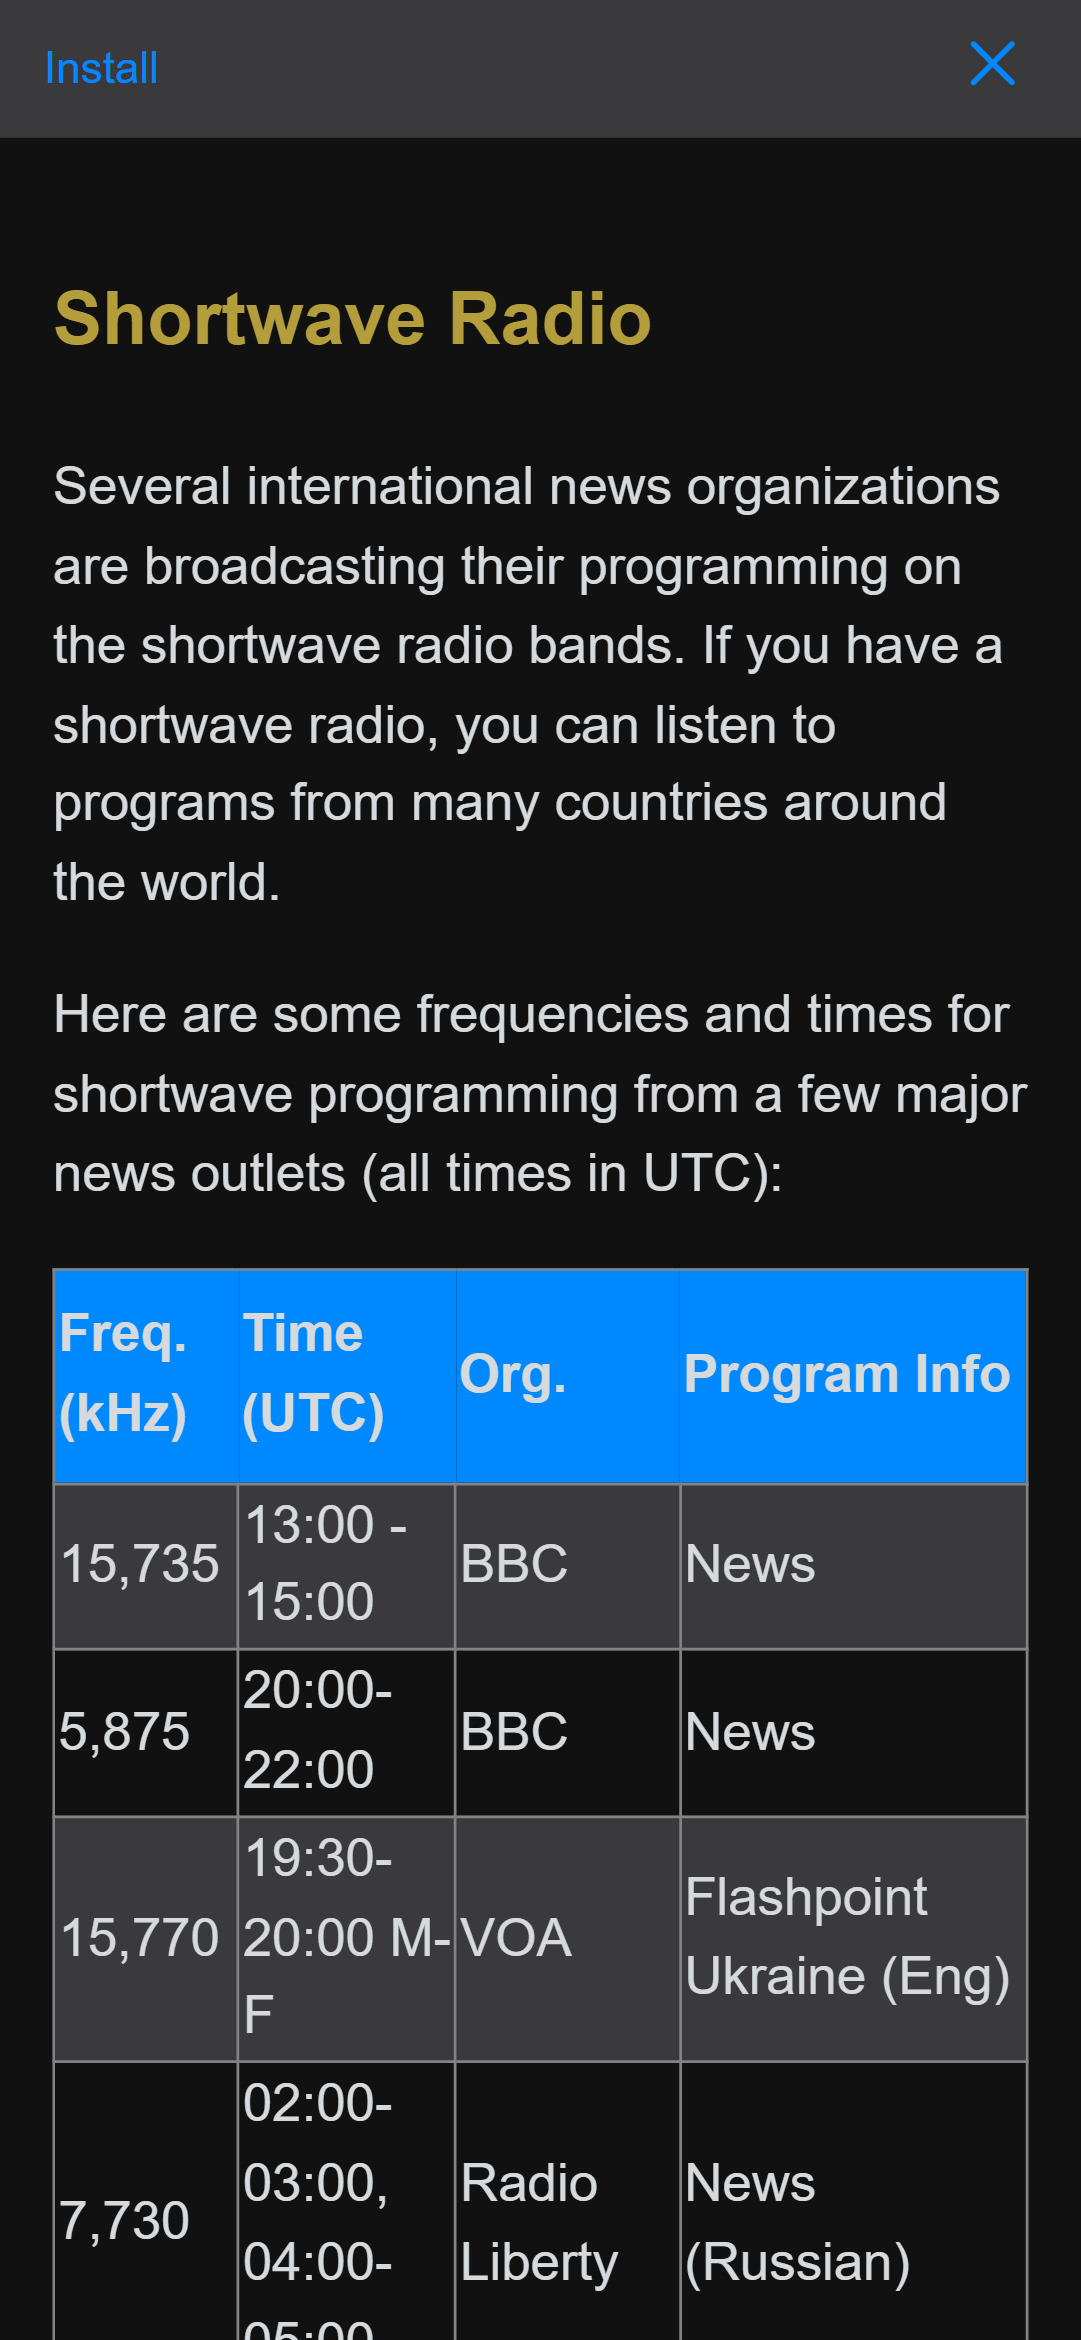 Install
Shortwave Radio
Several international news organizations
are broadcasting their programming on
the shortwave radio bands. If you have a
shortwave radio, you can listen to
programs from many countries around
the world.
Here are some frequencies and times for
shortwave programming from a few major
news outlets (all times in UTC):
Freq.
(kHz)
Time
(UTC)
Org.
Program Info
15,735
13:00 -
15:00
BBC
News
5,875
20:00-
22:00
BBC
News
15,770
19:30-
20:00 M-
F
VOA
Flashpoint
Ukraine (Eng)
7,730
02:00-
03:00,
04:00-
05:00
Radio
Liberty
News
(Russian)